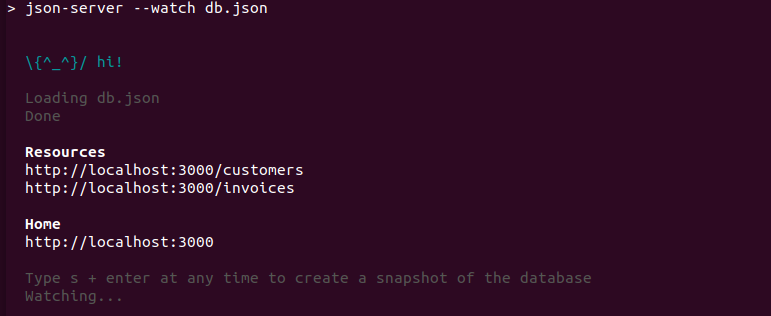 > json-server --watch db.json
\{^_^}/ hi!
Loading db.json
Done
Resources
http://localhost:3000/customers
http://localhost:3000/invoices
Home
http://localhost:3000
Type s + enter at any time to create a snapshot of the database
Watching...